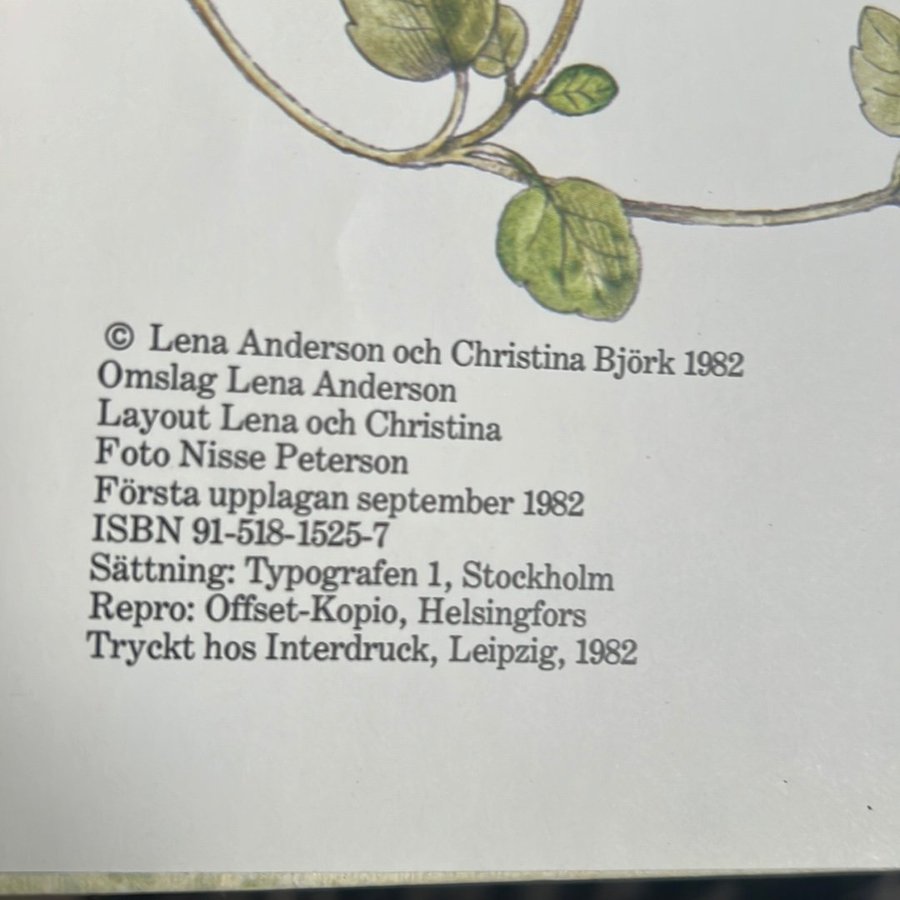 © Lena Anderson och Christina Björk 1982
Omslag Lena Anderson
Layout Lena och Christina
Foto Nisse Peterson
Första upplagan september 1982
ISBN 91-518-1525-7
Sättning: Typografen 1, Stockholm
Repro: Offset-Kopio, Helsingfors
Tryckt hos Interdruck, Leipzig, 1982